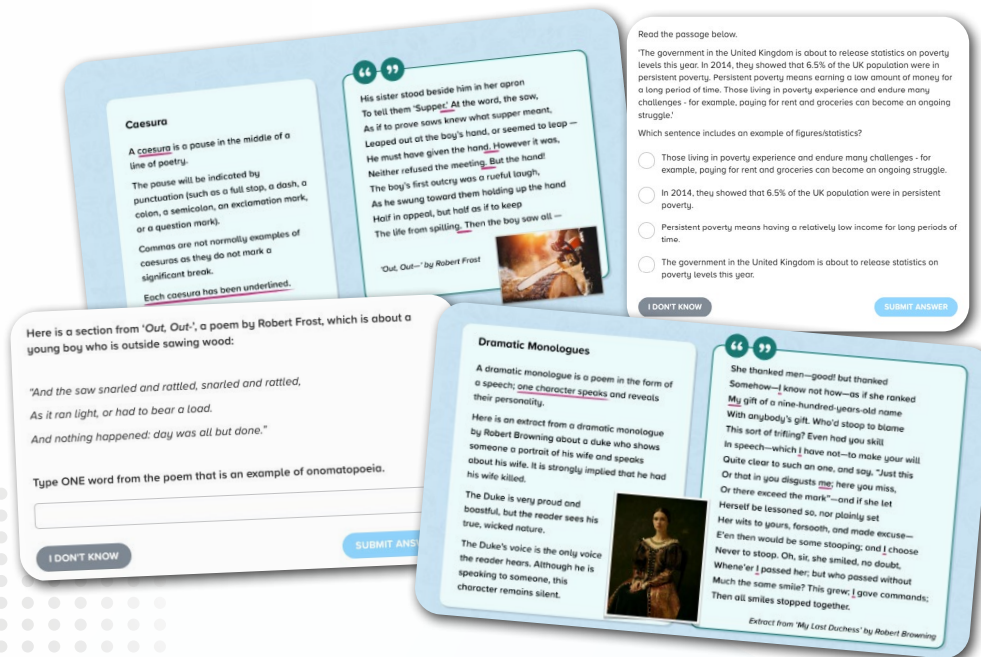 Caesura
A caesura is a pause in the middle of a
line of poetry.
The pause will be indicated by
punctuation (such as a full stop, a dash, a
colon, a semicolon, an exclamation mark,
or a question mark).
Commas are not normally examples of
caesuras as they do not mark a
significant break.
Each caesura has been underlined.
His sister stood beside him in her apron
To tell them ‘Supper.’ At the word, the saw,
As if to prove saws knew what supper meant,
Leaped out at the boy’s hand, or seemed to leap —
He must have given the hand. However it was,
Neither refused the meeting. But the hand!
The boy’s first outcry was a rueful laugh,
As he swung toward them holding up the hand
Half in appeal, but half as if to keep
The life from spilling. Then the boy saw all —
‘Out, Out—’ by Robert Frost
Read the passage below.
‘The government in the United Kingdom is about to release statistics on poverty
levels this year. In 2014, they showed that 6.5% of the UK population were in
persistent poverty. Persistent poverty means earning a low amount of money for
a long period of time. Those living in poverty experience and endure many
challenges - for example, paying for rent and groceries can become an ongoing
struggle.’
Which sentence includes an example of figures/statistics?
Those living in poverty experience and endure many challenges - for
example, paying for rent and groceries can become an ongoing struggle.
In 2014, they showed that 6.5% of the UK population were in persistent
poverty.
Persistent poverty means having a relatively low income for long periods of
time.
The government in the United Kingdom is about to release statistics on
poverty levels this year.
I DON'T KNOW
SUBMIT ANSWER
Here is a section from ‘Out, Out-’, a poem by Robert Frost, which is about a
young boy who is outside sawing wood:
“And the saw snarled and rattled, snarled and rattled,
As it ran light, or had to bear a load.
And nothing happened: day was all but done.”
Type ONE word from the poem that is an example of onomatopoeia.
I DON'T KNOW
SUBMIT ANS
Dramatic Monologues
A dramatic monologue is a poem in the form of
a speech; one character speaks and reveals
their personality.
Here is an extract from a dramatic monologue
by Robert Browning about a duke who shows
someone a portrait of his wife and speaks
about his wife. It is strongly implied that he had
his wife killed.
The Duke is very proud and
boastful, but the reader sees his
true, wicked nature.
The Duke’s voice is the only voice
the reader hears. Although he is
speaking to someone, this
character remains silent.
She thanked men—good! but thanked
Somehow—I know not how—as if she ranked
My gift of a nine-hundred-years-old name
With anybody’s gift. Who’d stoop to blame
This sort of trifling? Even had you skill
In speech—which I have not—to make your will
Quite clear to such an one, and say, “Just this
Or that in you disgusts me; here you miss,
Or there exceed the mark”—and if she let
Herself be lessoned so, nor plainly set
Her wits to yours, forsooth, and made excuse—
E’en then would be some stooping; and I choose
Never to stoop. Oh, sir, she smiled, no doubt,
Whene’er I passed her; but who passed without
Much the same smile? This grew; I gave commands;
Then all smiles stopped together.
Extract from ‘My Last Duchess’ by Robert Browning